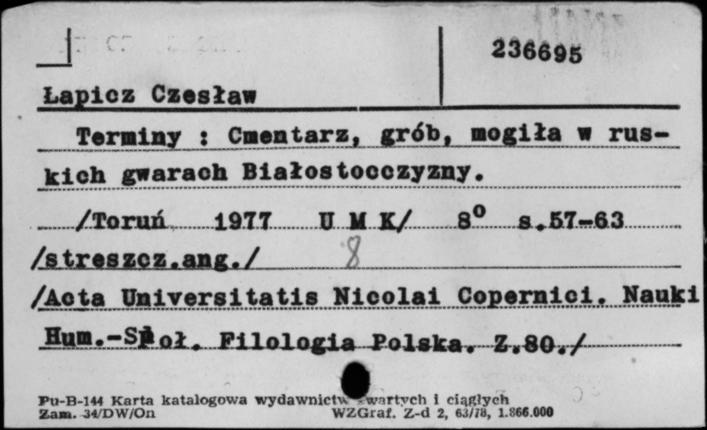 236695
Łapicz Czesław
Terminy : Cmentarz, grób, mogiła w rus-
kich gwarach Białostocczyzny.
/Toruń 1977 U M K/ 8° s.57-63
/streszcz.ang./ 8
/Acta Universitatis Nicolai Copernici. Nauki
Hum.-Społ. Filologia Polska. Z.80./
Pu-B-144 Karta katalogowa wydawnictw zwartych i ciągłych
Zam. 34/DW/On WZGraf. Z-d 2, 63/78, 1.866.000